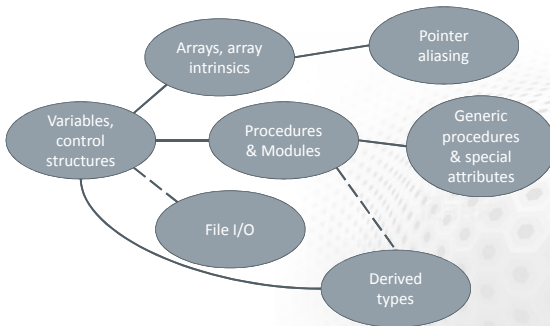 Arrays, array
intrinsics
Pointer
aliasing
Variables,
control
structures
Procedures
& Modules
Generic
procedures
& special
attributes
File I/O
Derived
types